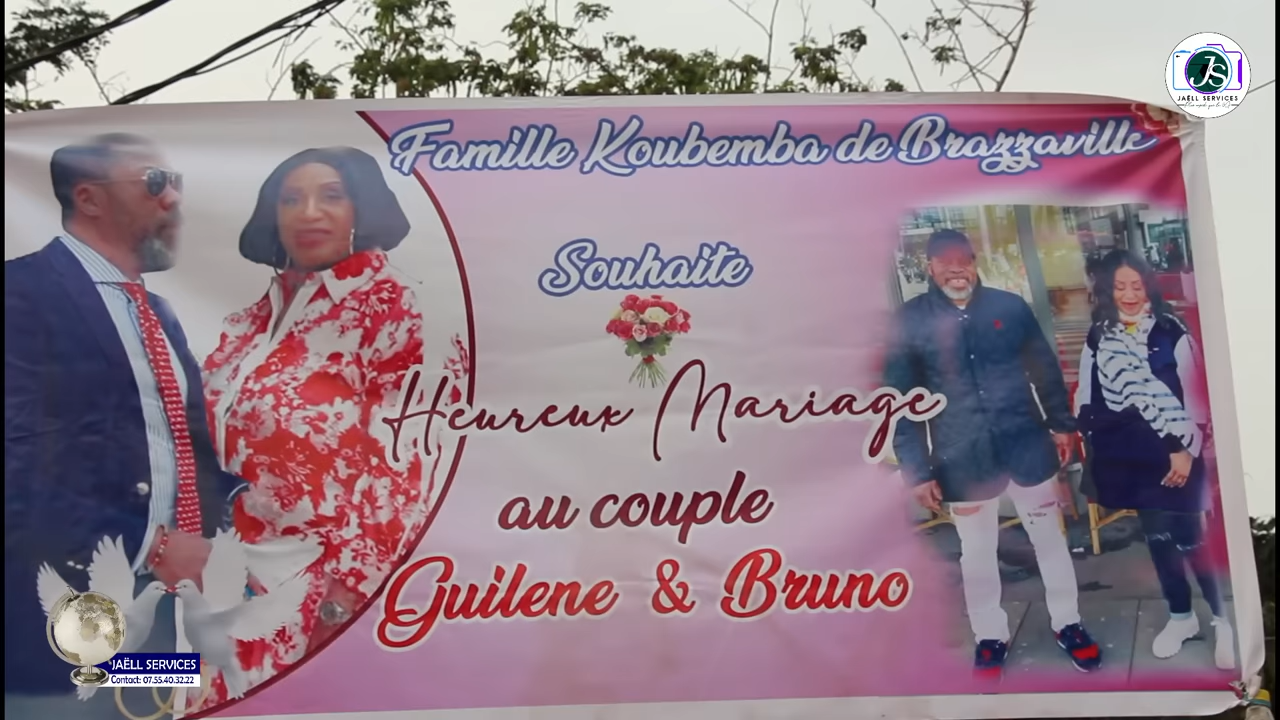 Famille Koubemba de Brazzaville
Souhaite
Heureux Mariage
au couple
Guilene & Bruno
JS
JAËLL SERVICES
JAËLL SERVICES
Contact: 07.55.40.32.22